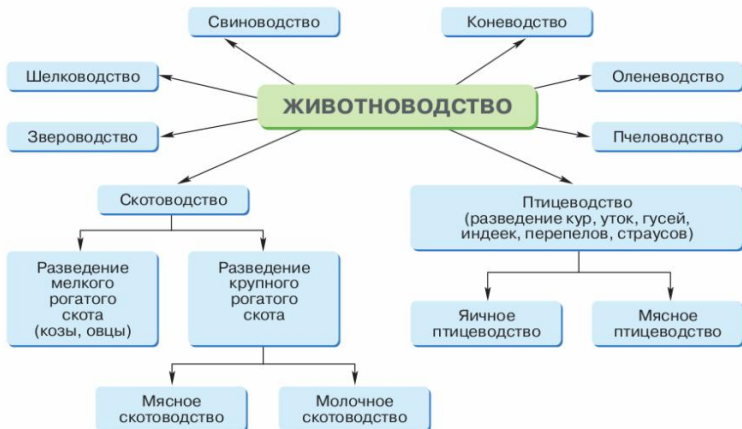 Свиноводство
Коневодство
Шелководство
Оленеводство
ЖИВОТНОВОДСТВО
Звероводство
Пчеловодство
Скотоводство
Птицеводство
(разведение кур, уток, гусей,
индеек, перепелов, страусов)
Разведение
мелкого
рогатого
скота
(козы, овцы)
Разведение
крупного
рогатого
скота
Яичное
птицеводство
Мясное
птицеводство
Мясное
скотоводство
Молочное
скотоводство